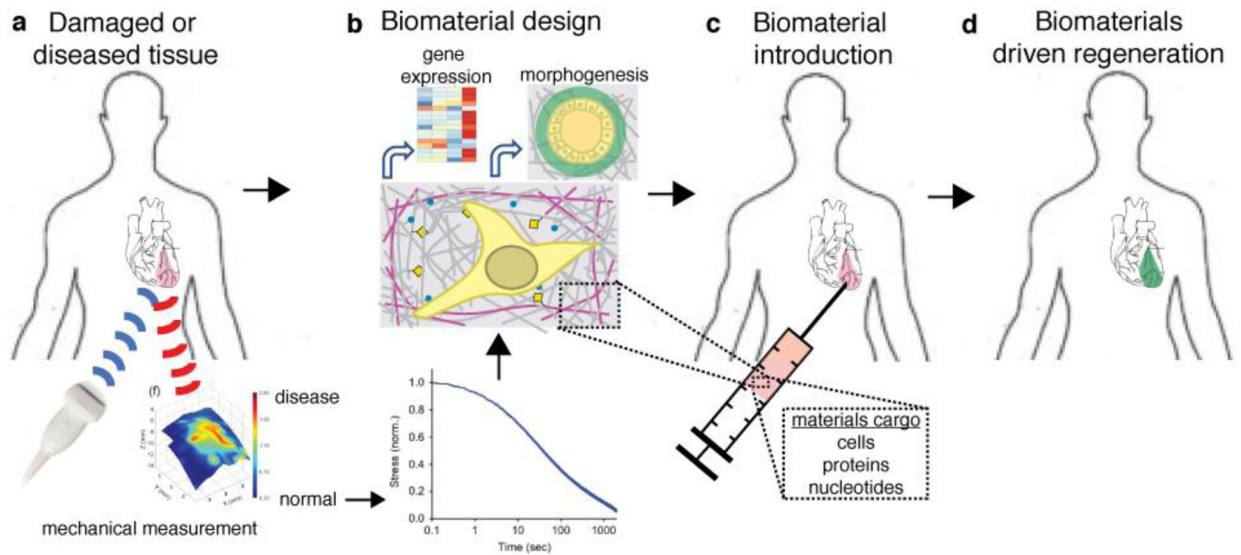 a Damaged or
diseased tissue
b Biomaterial design
gene
expression
morphogenesis
c Biomaterial
introduction
d Biomaterials
driven regeneration
(f)
disease
normal
mechanical measurement
Stress (norm.)
1.0
0.8
0.6
0.4
0.2
0
0.1 1 10 100 1000
Time (sec)
materials cargo
cells
proteins
nucleotides